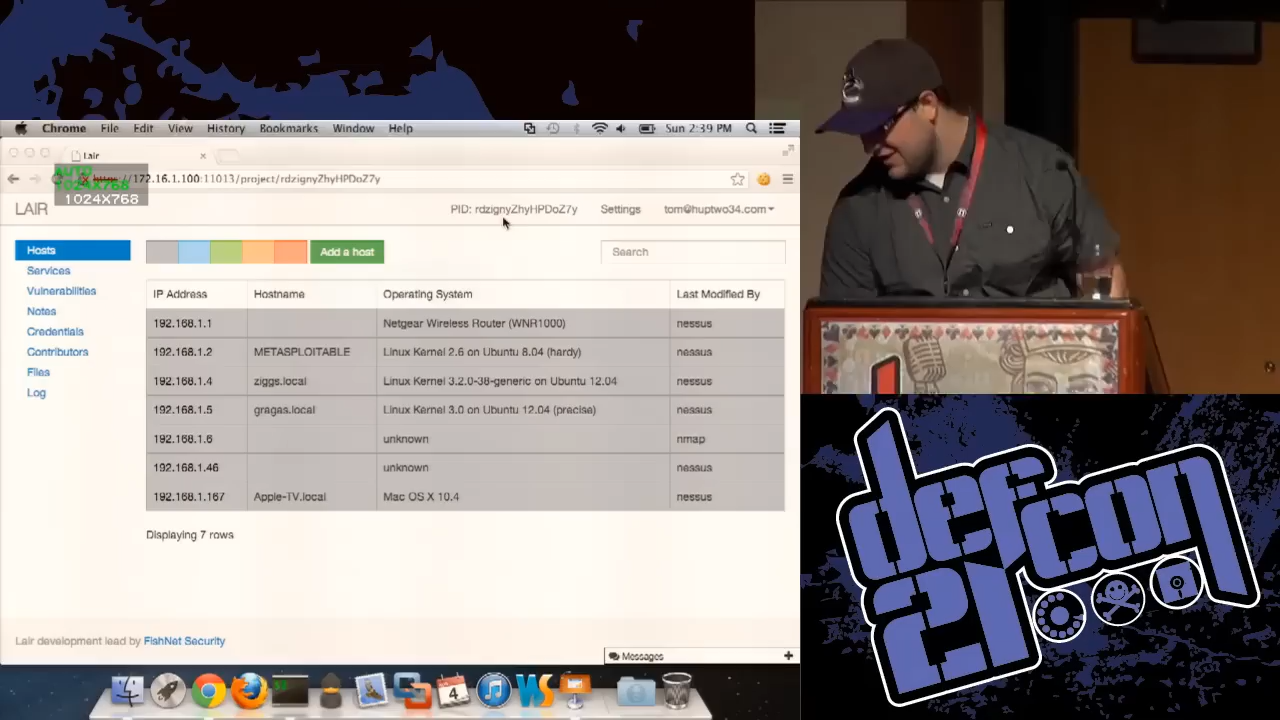 Chrome File Edit View History Bookmarks Window Help Sun 2:39 PM
Lair
AUTO
1024X768
1024X768
https://172.16.1.100:11013/project/rdzignyZhyHPDoZ7y
LAIR PID: rdzignyZhyHPDoZ7y Settings tom@huptwo34.com
Hosts
Services
Vulnerabilities
Notes
Credentials
Contributors
Files
Log
Add a host Search
IP Address Hostname Operating System Last Modified By
192.168.1.1 Netgear Wireless Router (WNR1000) nessus
192.168.1.2 METASPLOITABLE Linux Kernel 2.6 on Ubuntu 8.04 (hardy) nessus
192.168.1.4 ziggs.local Linux Kernel 3.2.0-38-generic on Ubuntu 12.04 nessus
192.168.1.5 gragas.local Linux Kernel 3.0 on Ubuntu 12.04 (precise) nessus
192.168.1.6 unknown nmap
192.168.1.46 unknown nessus
192.168.1.167 Apple-TV.local Mac OS X 10.4 nessus
Displaying 7 rows
Lair development lead by FishNet Security
Messages +
4
WS
defcon
21